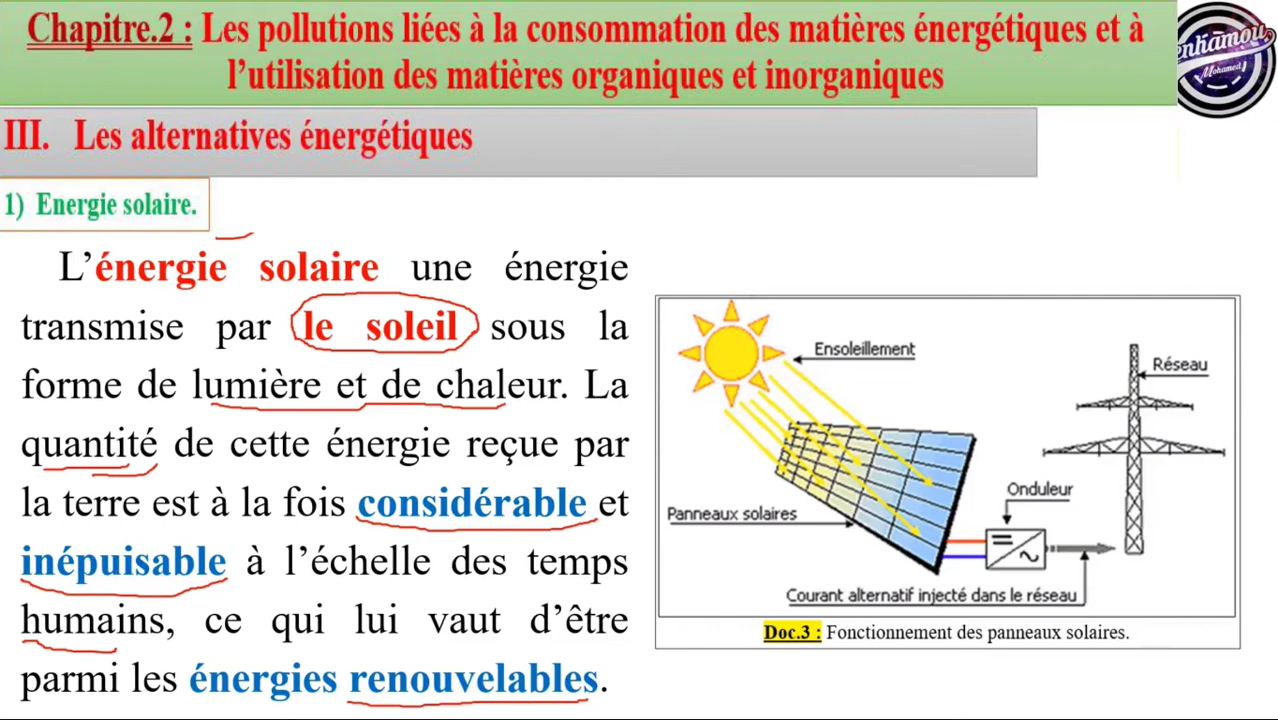 Chapitre.2 : Les pollutions liées à la consommation des matières énergétiques et à
l'utilisation des matières organiques et inorganiques
enhamou
Mohamed
III. Les alternatives énergétiques
1) Energie solaire.
L'énergie solaire une énergie
transmise par le soleil sous la
forme de lumière et de chaleur. La
quantité de cette énergie reçue par
la terre est à la fois considérable et
inépuisable à l'échelle des temps
humains, ce qui lui vaut d'être
parmi les énergies renouvelables.
Ensoleillement
Réseau
Onduleur
Panneaux solaires
Courant alternatif injecté dans le réseau
Doc.3 : Fonctionnement des panneaux solaires.